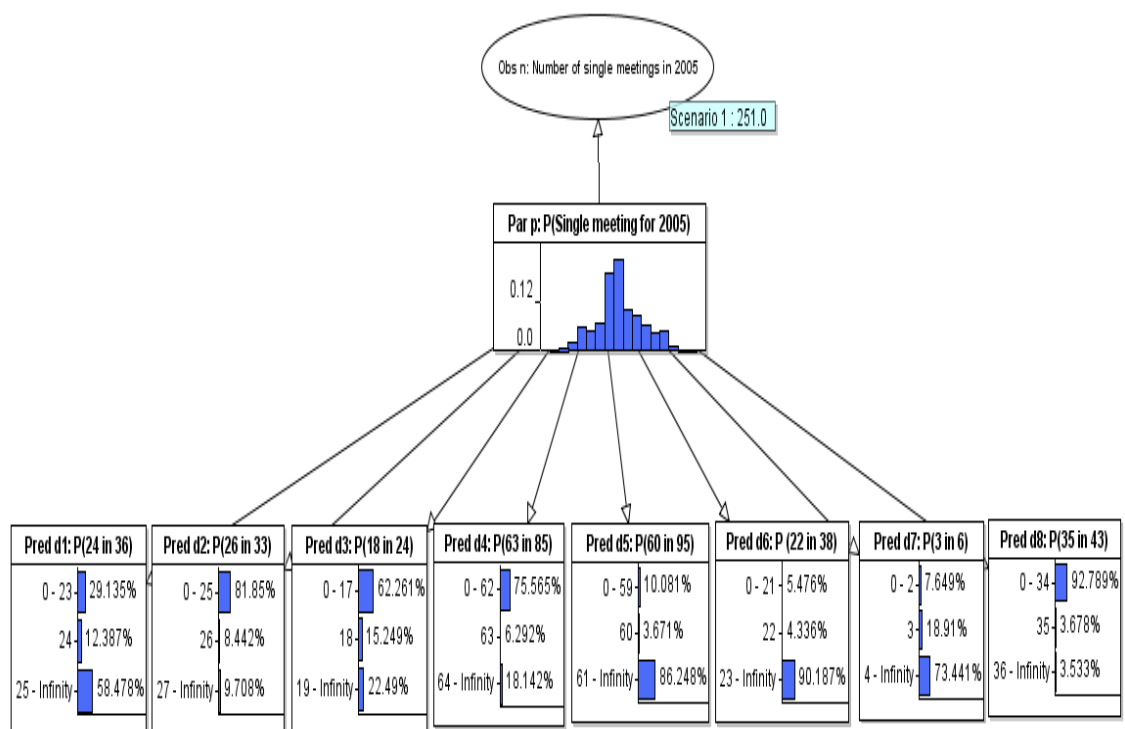 Obs n: Number of single meetings in 2005
Scenario 1 : 251.0
Par p: P(Single meeting for 2005)
0.12
0.0
Pred d1: P(24 in 36)
0 - 23 29.135%
24 12.387%
25 - Infinity 58.478%
Pred d2: P(26 in 33)
0 - 25 81.85%
26 8.442%
27 - Infinity 9.708%
Pred d3: P(18 in 24)
0 - 17 62.261%
18 15.249%
19 - Infinity 22.49%
Pred d4: P(63 in 85)
0 - 62 75.565%
63 6.292%
64 - Infinity 18.142%
Pred d5: P(60 in 95)
0 - 59 10.081%
60 3.671%
61 - Infinity 86.248%
Pred d6: P (22 in 38)
0 - 21 5.476%
22 4.336%
23 - Infinity 90.187%
Pred d7: P(3 in 6)
0 - 2 7.649%
3 18.91%
4 - Infinity 73.441%
Pred d8: P(35 in 43)
0 - 34 92.789%
35 3.678%
36 - Infinity 3.533%